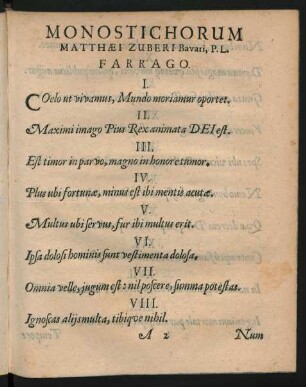 MONOSTICHORUM
MATTHÆI ZUBERI Bavari, P.L.
FARRAGO.
I.
COelo ut vivamus, Mundo moriamur oportet.
II.
Maximi imago Pius Rex animata DEI est.
III.
Est timor in parvo, magno in honore tumor.
IV.
Plus ubi fortunæ, minus est ibi mentis acutæ.
V.
Multus ubi servus, fur ibi multus erit.
VI.
Ipsa dolosi hominis sunt vestimenta dolosa.
VII.
Omnia velle, jugum est: nil poscere, summa potestas.
VIII.
Ignoscas alijs multa, tibique nihil.
A 2 Num